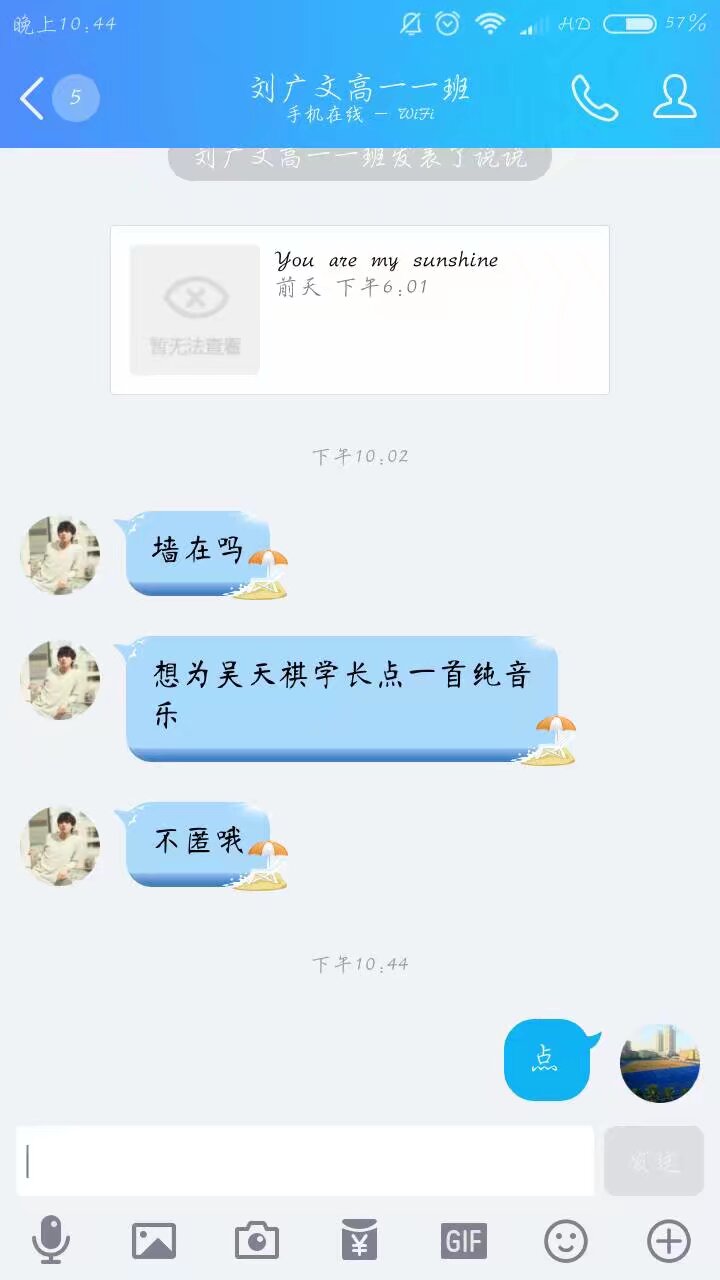 晚上10:44
HD
57%
5
刘广文高一一班
手机在线 - WiFi
刘广文高一一班发表了说说
You are my sunshine
前天 下午6:01
暂无法查看
下午10:02
墙在吗
想为吴天祺学长点一首纯音
乐
不匿哦
下午10:44
点
发送
GIF